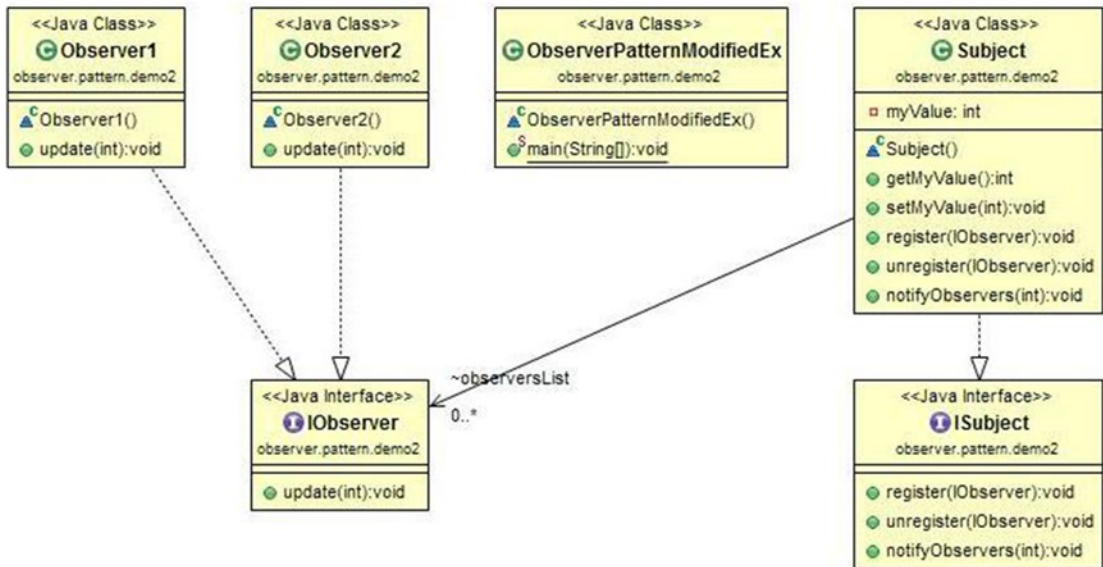 <<Java Class>>
Observer1
observer.pattern.demo2
Observer1()
update(int):void
<<Java Class>>
Observer2
observer.pattern.demo2
Observer2()
update(int):void
<<Java Class>>
ObserverPatternModifiedEx
observer.pattern.demo2
ObserverPatternModifiedEx()
main(String[]):void
<<Java Class>>
Subject
observer.pattern.demo2
myValue: int
Subject()
getMyValue():int
setMyValue(int):void
register(IObserver):void
unregister(IObserver):void
notifyObservers(int):void
~observersList
0..*
<<Java Interface>>
IObserver
observer.pattern.demo2
update(int):void
<<Java Interface>>
ISubject
observer.pattern.demo2
register(IObserver):void
unregister(IObserver):void
notifyObservers(int):void